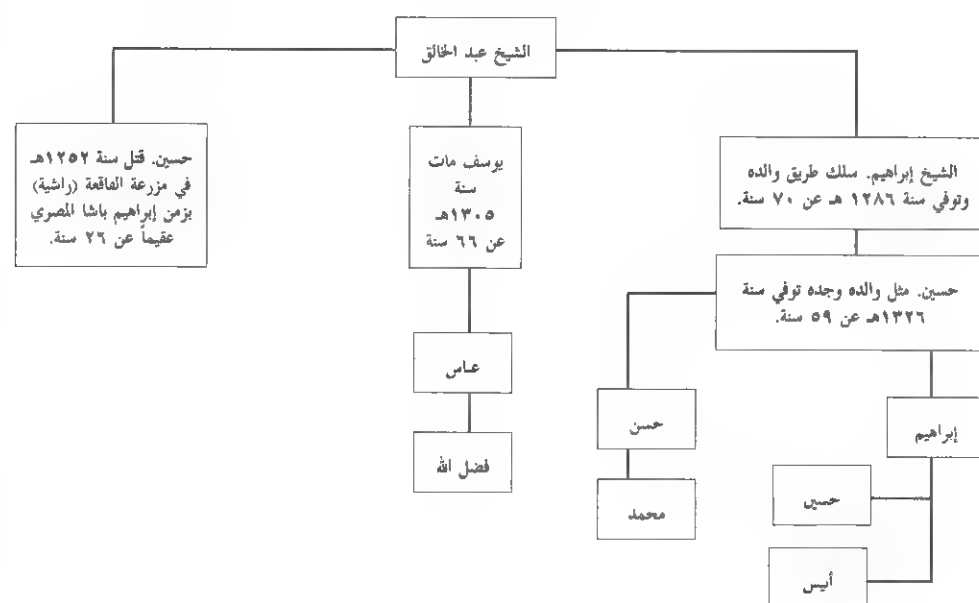 الشيخ عبد الخالق
الشيخ إبراهيم. سلك طريق والده
وتوفي سنة ١٢٨٦ هـ عن ٧٠ سنة.
حسين. مثل والده وجده توفي سنة
١٣٢٦هـ عن ٥٩ سنة.
إبراهيم
حسين
أنيس
حسن
محمد
يوسف مات
سنة
١٣٠٥هـ
عن ٦٦ سنة
عباس
فضل الله
حسين. قتل سنة ١٢٥٢هـ
في مزرعة الفاقعة (راشية)
بزمن إبراهيم باشا المصري
عقيماً عن ٢٦ سنة.